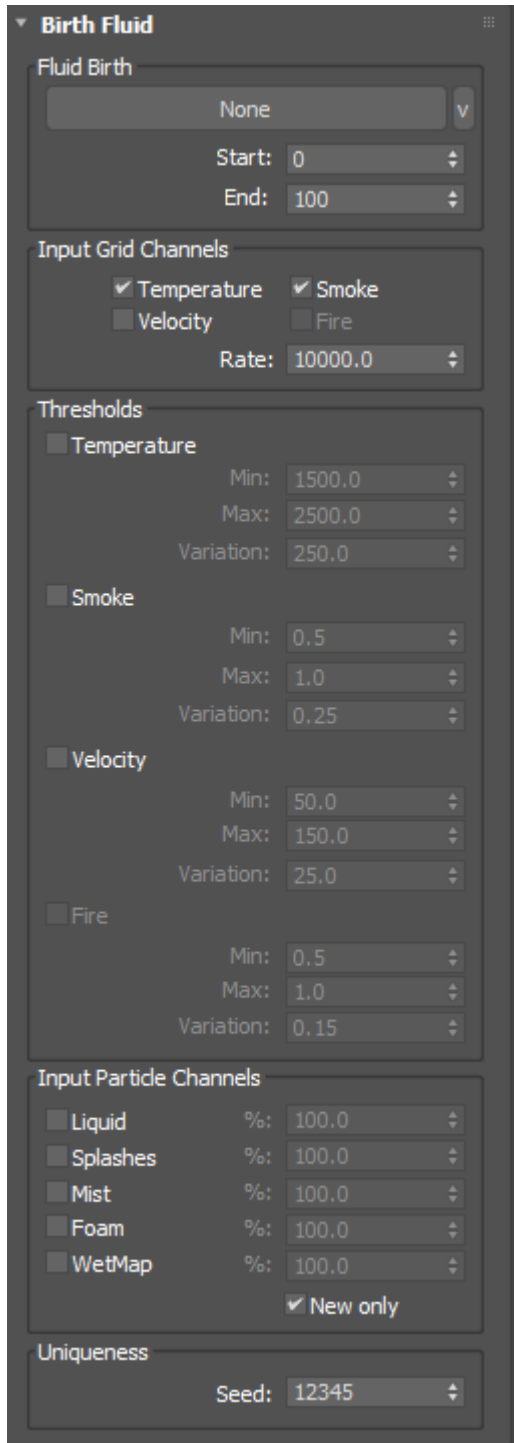 Birth Fluid
Fluid Birth
None v
Start: 0
End: 100
Input Grid Channels
Temperature Smoke
Velocity Fire
Rate: 10000.0
Thresholds
Temperature
Min: 1500.0
Max: 2500.0
Variation: 250.0
Smoke
Min: 0.5
Max: 1.0
Variation: 0.25
Velocity
Min: 50.0
Max: 150.0
Variation: 25.0
Fire
Min: 0.5
Max: 1.0
Variation: 0.15
Input Particle Channels
Liquid %: 100.0
Splashes %: 100.0
Mist %: 100.0
Foam %: 100.0
WetMap %: 100.0
New only
Uniqueness
Seed: 12345